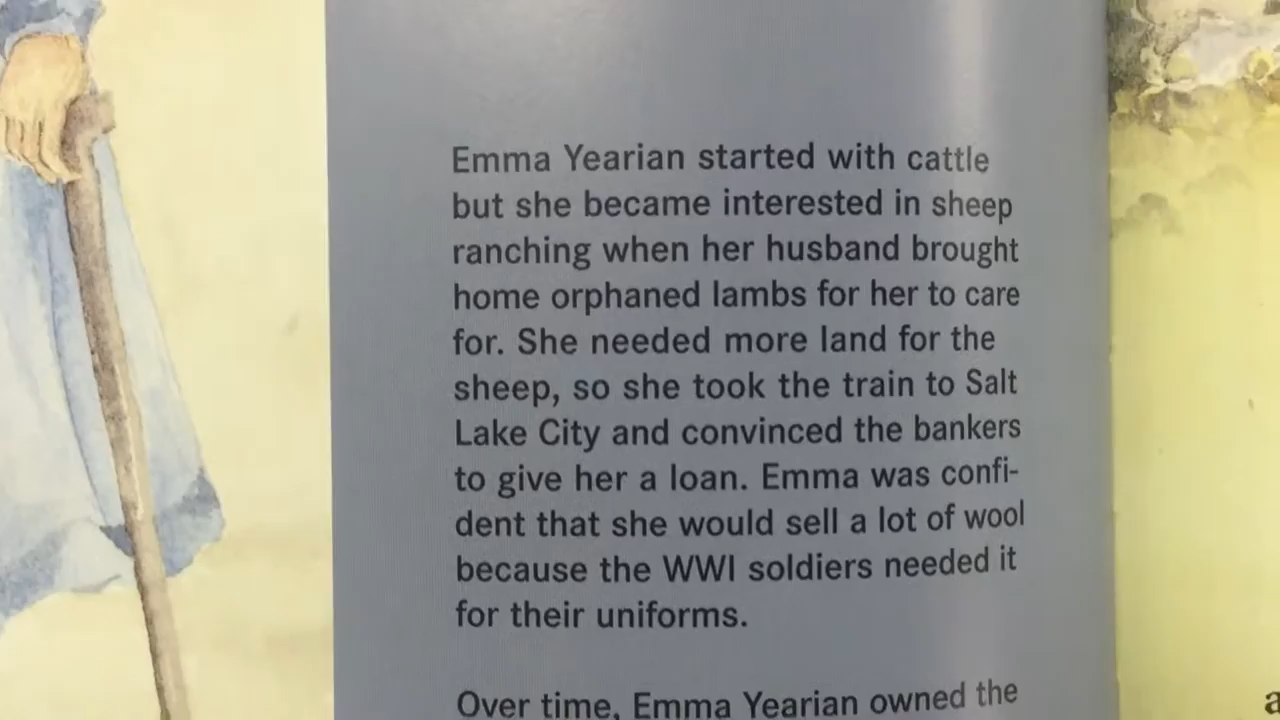 Emma Yearian started with cattle
but she became interested in sheep
ranching when her husband brought
home orphaned lambs for her to care
for. She needed more land for the
sheep, so she took the train to Salt
Lake City and convinced the bankers
to give her a loan. Emma was confi-
dent that she would sell a lot of wool
because the WWI soldiers needed it
for their uniforms.
Over time, Emma Yearian owned the